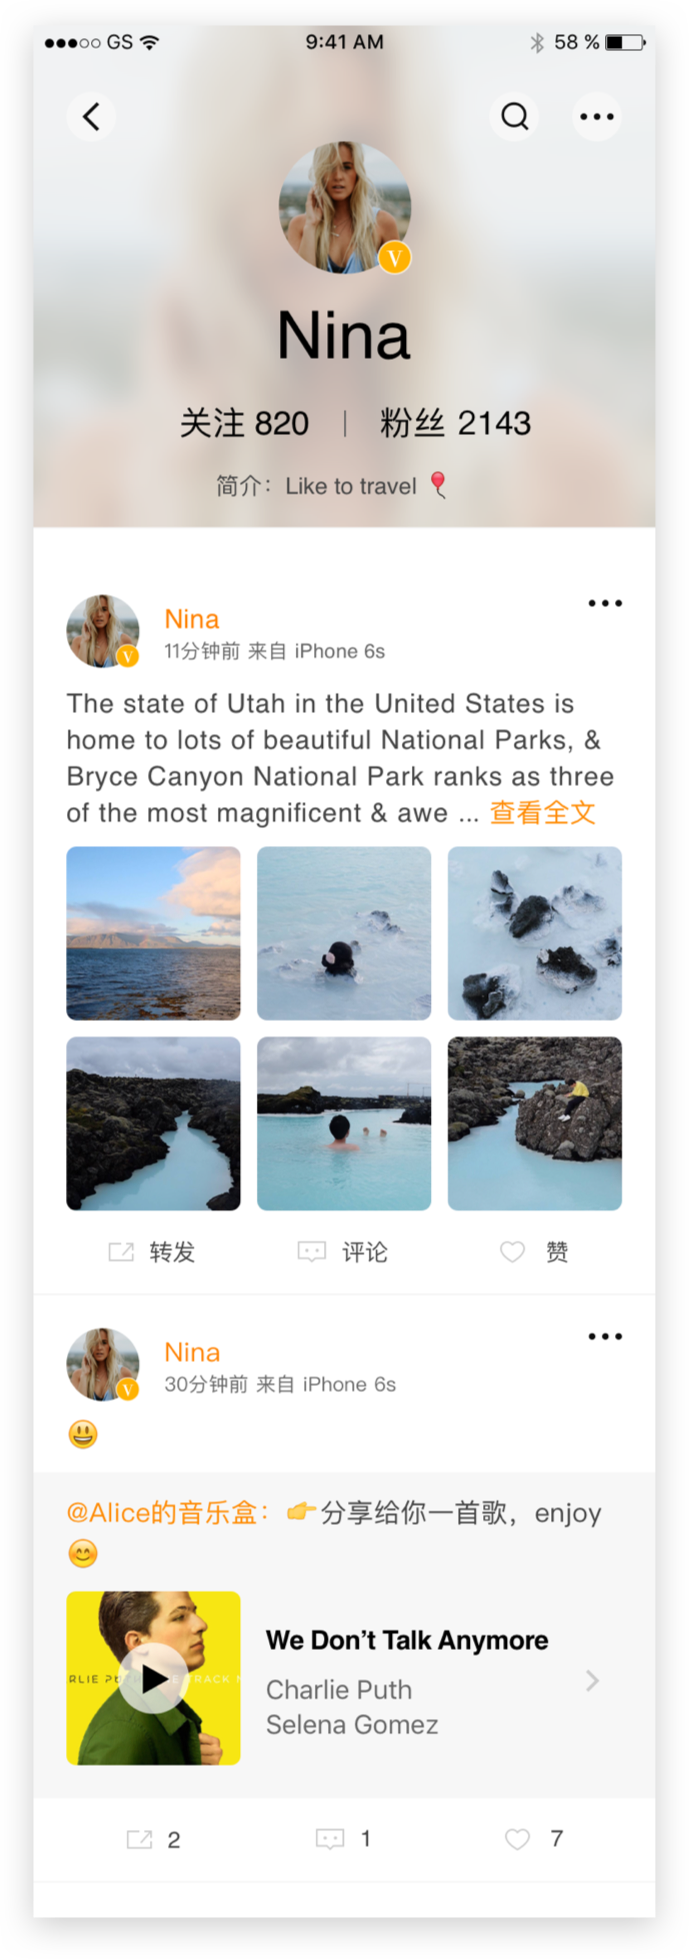 GS 9:41 AM 58 %
V
Nina
关注 820 | 粉丝 2143
简介：Like to travel 🎈
Nina
V
11分钟前 来自 iPhone 6s
The state of Utah in the United States is
home to lots of beautiful National Parks, &
Bryce Canyon National Park ranks as three
of the most magnificent & awe ... 查看全文
转发 评论 赞
Nina
V
30分钟前 来自 iPhone 6s
😃
@Alice的音乐盒：👉分享给你一首歌，enjoy
😊
We Don’t Talk Anymore
Charlie Puth
Selena Gomez
2 1 7